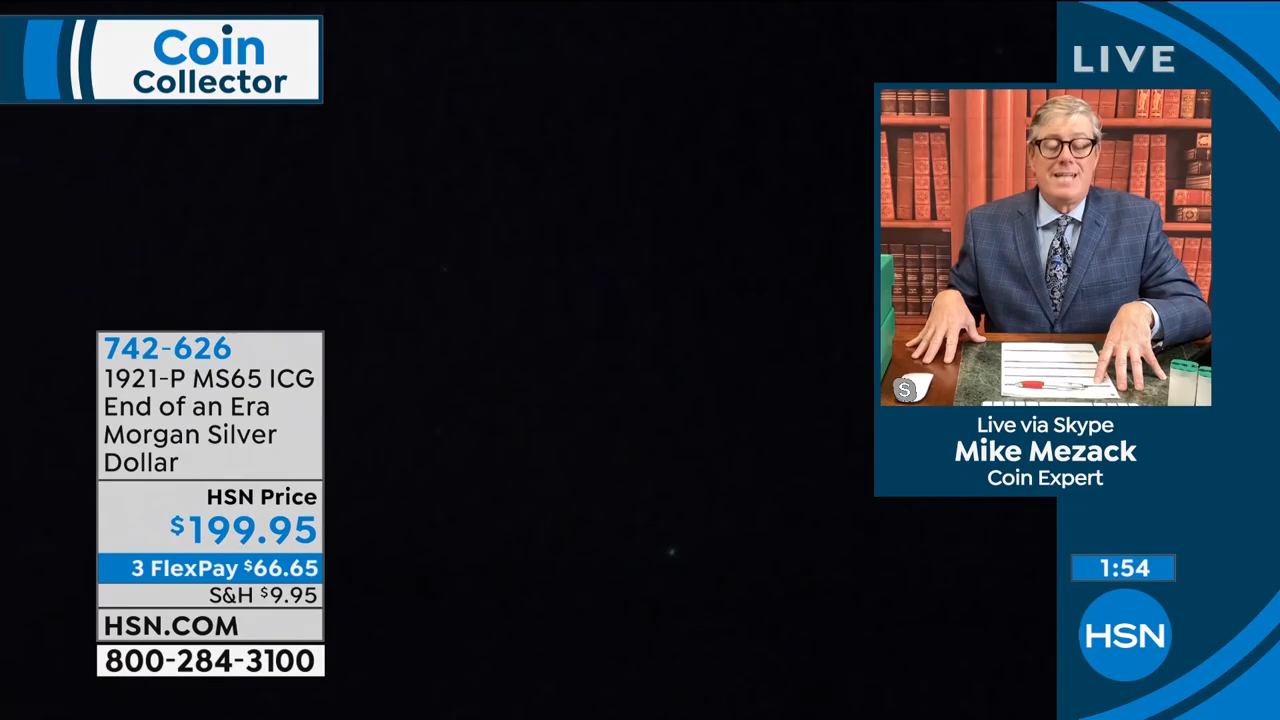 Coin
Collector
LIVE
742-626
1921-P MS65 ICG
End of an Era
Morgan Silver
Dollar
HSN Price
$199.95
3 FlexPay $66.65
S&H $9.95
HSN.COM
800-284-3100
S
Live via Skype
Mike Mezack
Coin Expert
1:54
HSN